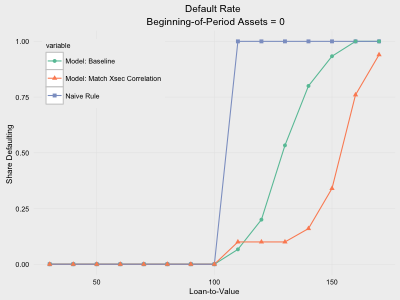 Default Rate
Beginning-of-Period Assets = 0
variable
Model: Baseline
Model: Match Xsec Correlation
Naive Rule
1.00
0.75
0.50
0.25
0.00
Share Defaulting
50
100
150
Loan-to-Value